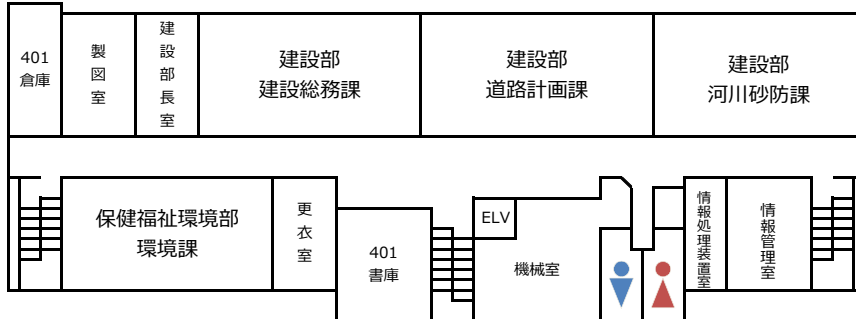 401
倉庫
製図室
建設部長室
建設部
建設総務課
建設部
道路計画課
建設部
河川砂防課
保健福祉環境部
環境課
更衣室
401
書庫
ELV
機械室
情報処理装置室
情報管理室